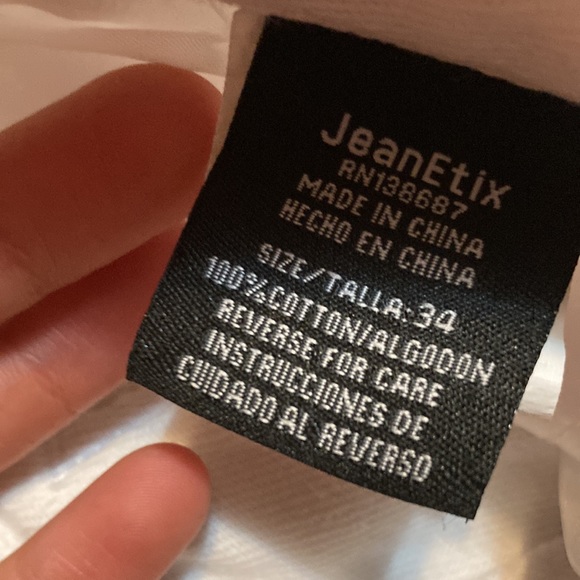 JeanEtix
RN138687
MADE IN CHINA
HECHO EN CHINA
SIZE/TALLA:34
100%COTTON/ALGODON
REVERSE FOR CARE
INSTRUCCIONES DE
CUIDADO AL REVERSO